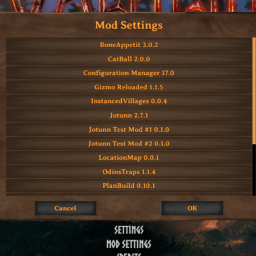 Mod Settings
BoneAppetit 3.0.2
CatBall 2.0.0
Configuration Manager 17.0
Gizmo Reloaded 1.1.5
InstancedVillages 0.0.4
Jotunn 2.7.1
Jotunn Test Mod #1 0.1.0
Jotunn Test Mod #2 0.1.0
LocationMap 0.0.1
OdinsTraps 1.1.4
PlanBuild 0.10.1
Cancel
OK
SETTINGS
MOD SETTINGS